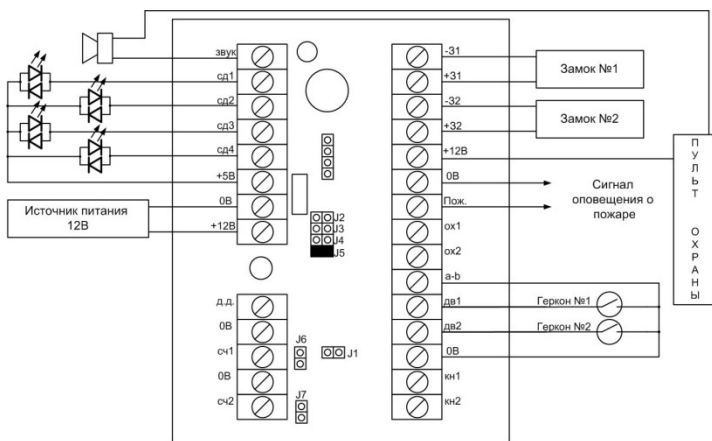 звук
сд1
сд2
сд3
сд4
+5В
0В
+12В
Источник питания
12В
J2
J3
J4
J5
д.д.
0В
сч1
0В
сч2
J6
J1
J7
-З1
+З1
-З2
+З2
+12В
0В
Пож.
ох1
ох2
a-b
дв1
дв2
0В
кн1
кн2
Замок №1
Замок №2
Сигнал
оповещения о
пожаре
Геркон №1
Геркон №2
ПУЛЬТ ОХРАНЫ